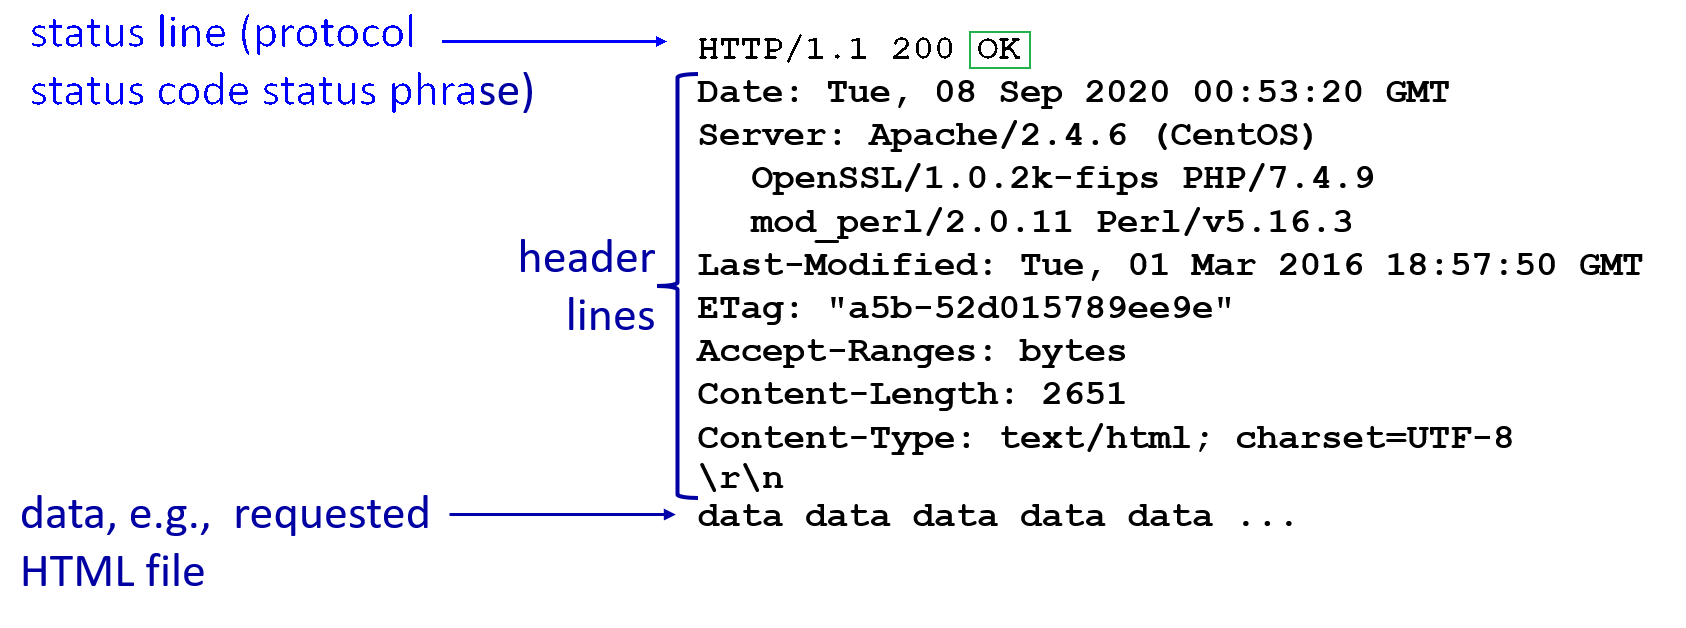 status line (protocol
status code status phrase)
HTTP/1.1 200 OK
Date: Tue, 08 Sep 2020 00:53:20 GMT
Server: Apache/2.4.6 (CentOS)
OpenSSL/1.0.2k-fips PHP/7.4.9
mod_perl/2.0.11 Perl/v5.16.3
header
lines
Last-Modified: Tue, 01 Mar 2016 18:57:50 GMT
ETag: "a5b-52d015789ee9e"
Accept-Ranges: bytes
Content-Length: 2651
Content-Type: text/html; charset=UTF-8
\r\n
data, e.g., requested
HTML file
data data data data data ...